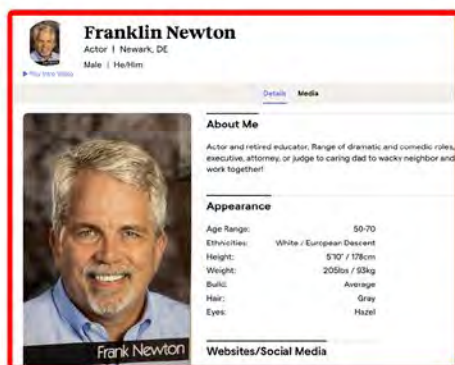 Franklin Newton
Actor | Newark, DE
Male | He/Him
Play Intro Video
Details Media
About Me
Actor and retired educator. Range of dramatic and comedic roles,
executive, attorney, or judge to caring dad to wacky neighbor and
work together!
Appearance
Age Range: 50-70
Ethnicities: White / European Descent
Height: 5'10" / 178cm
Weight: 205lbs / 93kg
Build: Average
Hair: Gray
Eyes: Hazel
Frank Newton
Websites/Social Media